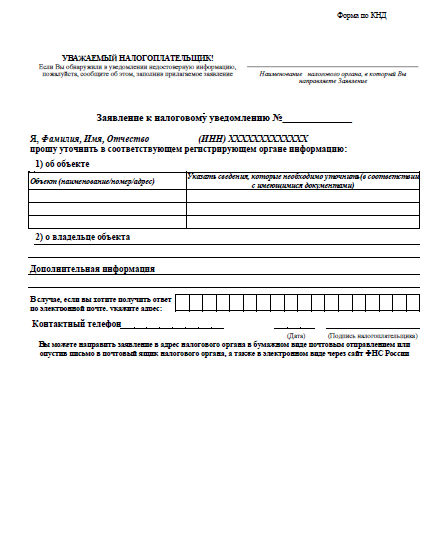 Форма по КНД
УВАЖАЕМЫЙ НАЛОГОПЛАТЕЛЬЩИК!
Если Вы обнаружили в уведомлении недостоверную информацию,
пожалуйста, сообщите об этом, заполнив прилагаемое заявление
Наименование налогового органа, в который Вы
направляете Заявление
Заявление к налоговому уведомлению №______________
Я, Фамилия, Имя, Отчество (ИНН) XXXXXXXXXXXXXX
прошу уточнить в соответствующем регистрирующем органе информацию:
1) об объекте
Объект (наименование/номер/адрес)
Указать сведения, которые необходимо уточнить(в соответствии
с имеющимися документами)
2) о владельце объекта
Дополнительная информация
В случае, если вы хотите получить ответ
по электронной почте, укажите адрес:
Контактный телефон
(Дата) (Подпись налогоплательщика)
Вы можете направить заявление в адрес налогового органа в бумажном виде почтовым отправлением или
опустив письмо в почтовый ящик налогового органа, а также в электронном виде через сайт ФНС России